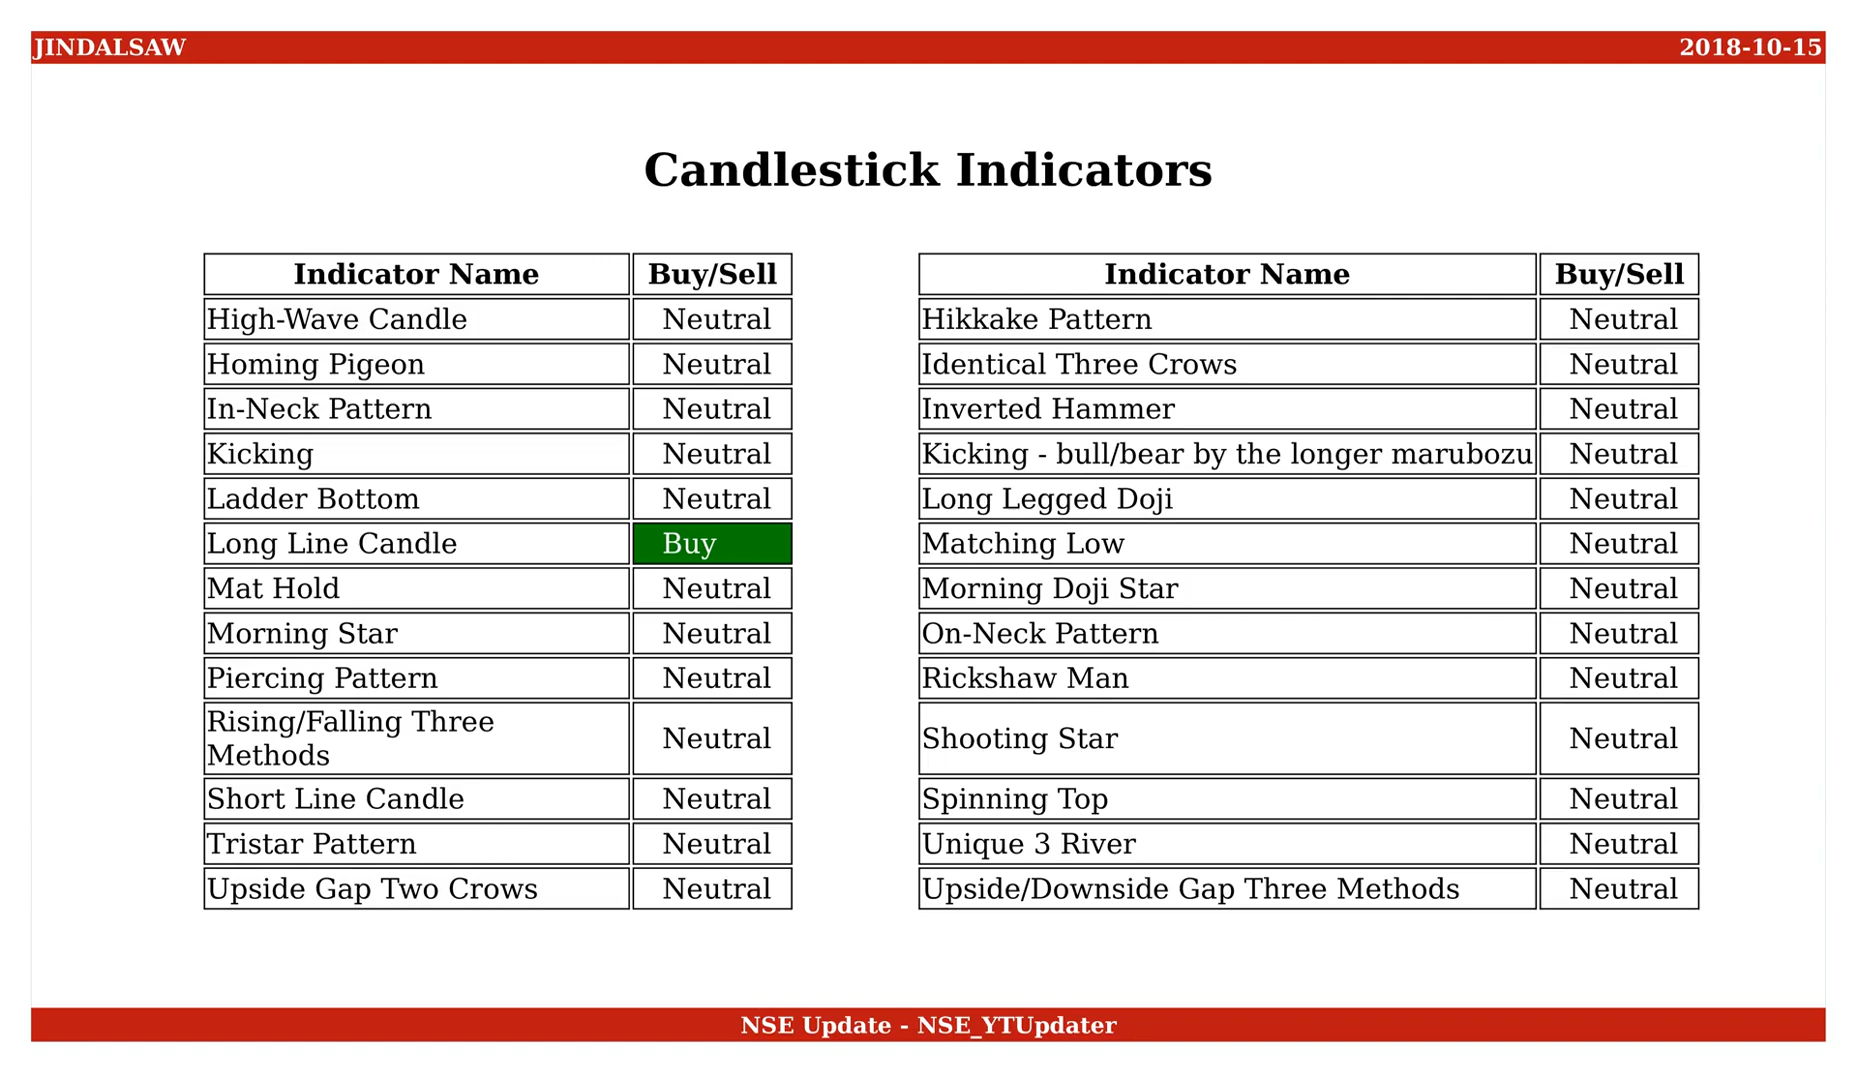 JINDALSAW 2018-10-15
Candlestick Indicators
Indicator Name Buy/Sell
High-Wave Candle Neutral
Homing Pigeon Neutral
In-Neck Pattern Neutral
Kicking Neutral
Ladder Bottom Neutral
Long Line Candle Buy
Mat Hold Neutral
Morning Star Neutral
Piercing Pattern Neutral
Rising/Falling Three
Methods Neutral
Short Line Candle Neutral
Tristar Pattern Neutral
Upside Gap Two Crows Neutral
Indicator Name Buy/Sell
Hikkake Pattern Neutral
Identical Three Crows Neutral
Inverted Hammer Neutral
Kicking - bull/bear by the longer marubozu Neutral
Long Legged Doji Neutral
Matching Low Neutral
Morning Doji Star Neutral
On-Neck Pattern Neutral
Rickshaw Man Neutral
Shooting Star Neutral
Spinning Top Neutral
Unique 3 River Neutral
Upside/Downside Gap Three Methods Neutral
NSE Update - NSE_YTUpdater